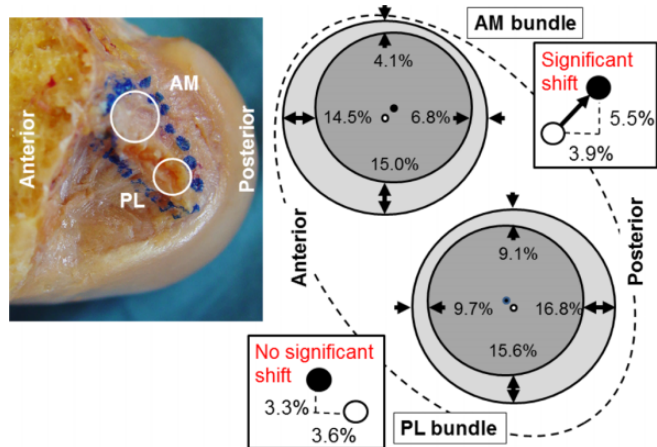 AM
PL
Anterior
Posterior
AM bundle
4.1%
14.5%
6.8%
15.0%
Significant
shift
5.5%
3.9%
Anterior
Posterior
9.1%
9.7%
16.8%
15.6%
No significant
shift
3.3%
3.6%
PL bundle